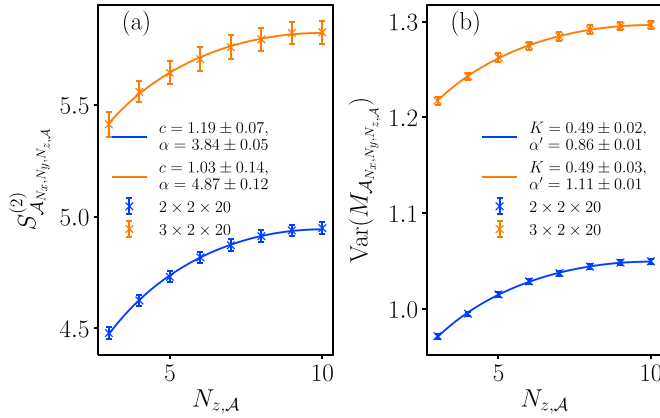 (a)
5.5
5.0
4.5
c = 1.19 ± 0.07,
α = 3.84 ± 0.05
c = 1.03 ± 0.14,
α = 4.87 ± 0.12
2 × 2 × 20
3 × 2 × 20
S^{(2)}_{𝒜_{N_x,N_y,N_{z,𝒜}}}
5
10
N_{z,𝒜}
(b)
1.3
1.2
1.1
1.0
K = 0.49 ± 0.02,
α′ = 0.86 ± 0.01
K = 0.49 ± 0.03,
α′ = 1.11 ± 0.01
2 × 2 × 20
3 × 2 × 20
Var(M_{𝒜_{N_x,N_y,N_{z,𝒜}}})
5
10
N_{z,𝒜}